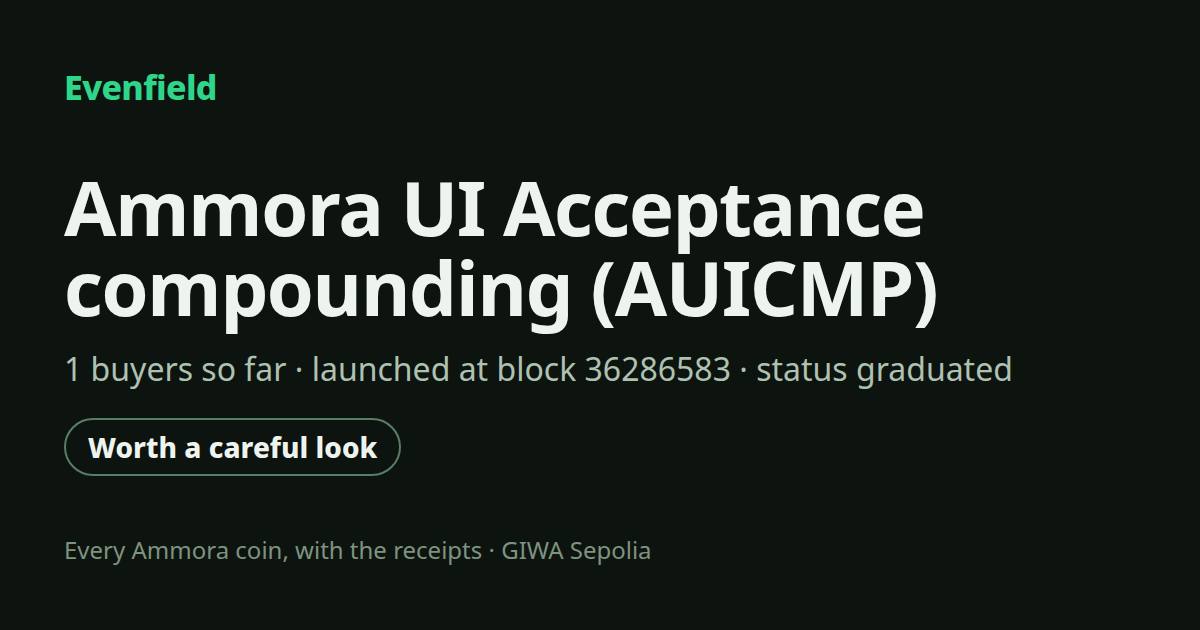 Evenfield
Ammora UI Acceptance
compounding (AUICMP)
1 buyers so far · launched at block 36286583 · status graduated
Worth a careful look
Every Ammora coin, with the receipts · GIWA Sepolia